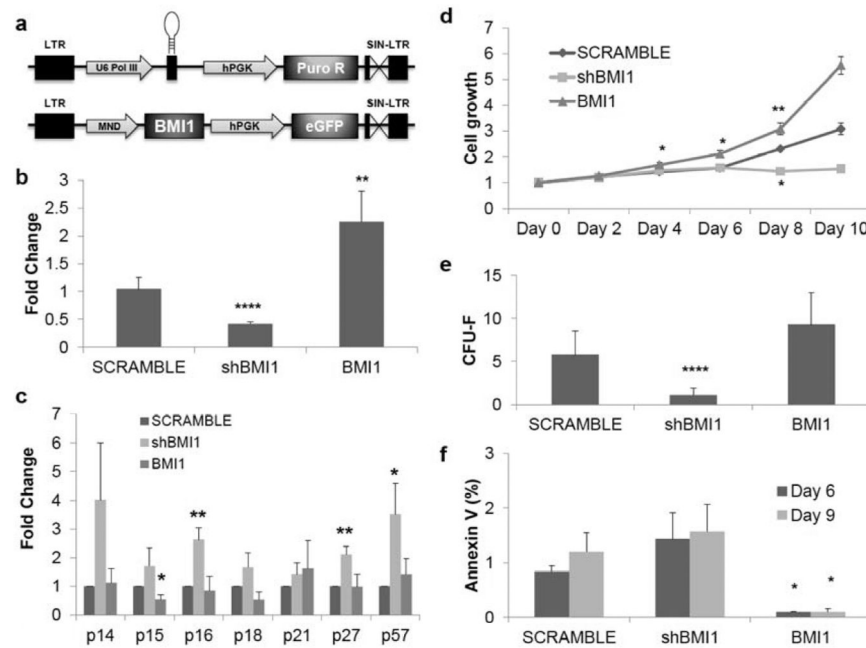 a
LTR
SIN-LTR
U6 Pol III
hPGK
Puro R
LTR
SIN-LTR
MND
BMI1
hPGK
eGFP
b
Fold Change
3
2.5
2
1.5
1
0.5
0
****
**
SCRAMBLE
shBMI1
BMI1
c
SCRAMBLE
shBMI1
BMI1
Fold Change
7
6
5
4
3
2
1
0
*
**
**
*
p14
p15
p16
p18
p21
p27
p57
d
SCRAMBLE
shBMI1
BMI1
Cell growth
7
6
5
4
3
2
1
0
*
*
**
*
Day 0
Day 2
Day 4
Day 6
Day 8
Day 10
e
CFU-F
15
10
5
0
****
SCRAMBLE
shBMI1
BMI1
f
Day 6
Day 9
Annexin V (%)
3
2
1
0
*
*
SCRAMBLE
shBMI1
BMI1